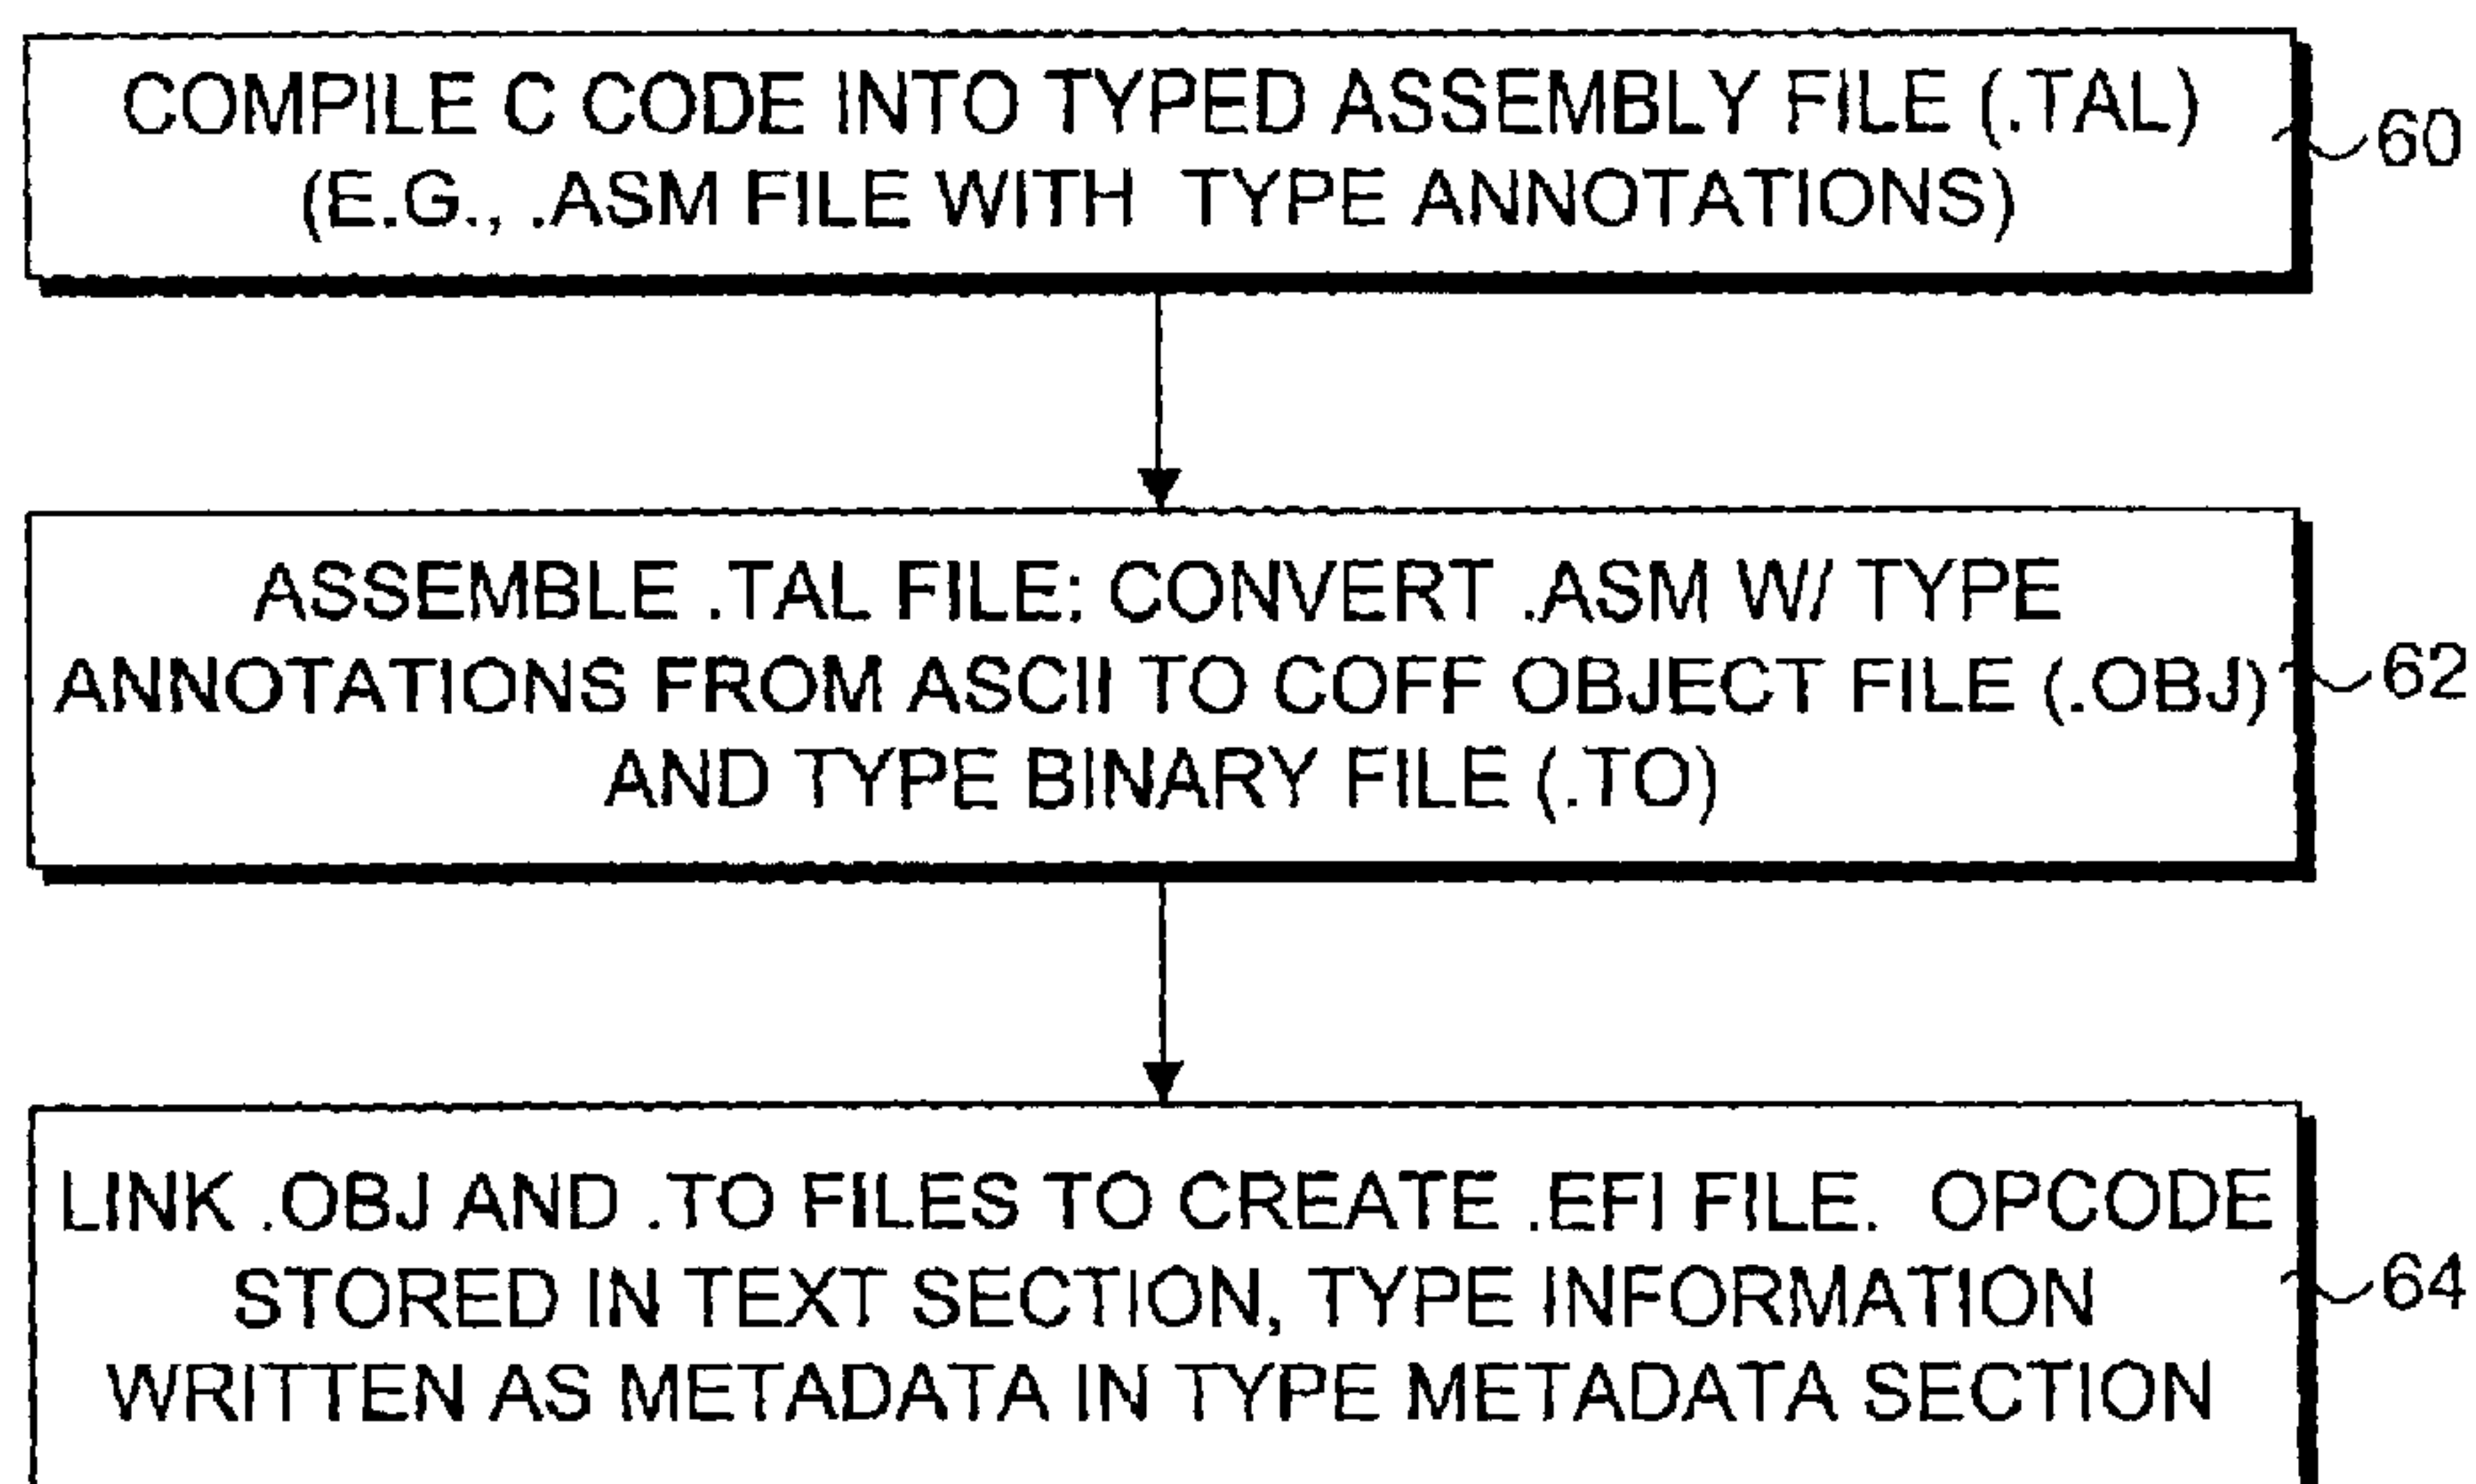 COMPILE C CODE INTO TYPED ASSEMBLY FILE (.TAL)
(E.G., .ASM FILE WITH TYPE ANNOTATIONS)
60
ASSEMBLE .TAL FILE; CONVERT .ASM W/ TYPE
ANNOTATIONS FROM ASCII TO COFF OBJECT FILE (.OBJ)
AND TYPE BINARY FILE (.TO)
62
LINK .OBJ AND .TO FILES TO CREATE .EFI FILE. OPCODE
STORED IN TEXT SECTION, TYPE INFORMATION
WRITTEN AS METADATA IN TYPE METADATA SECTION
64